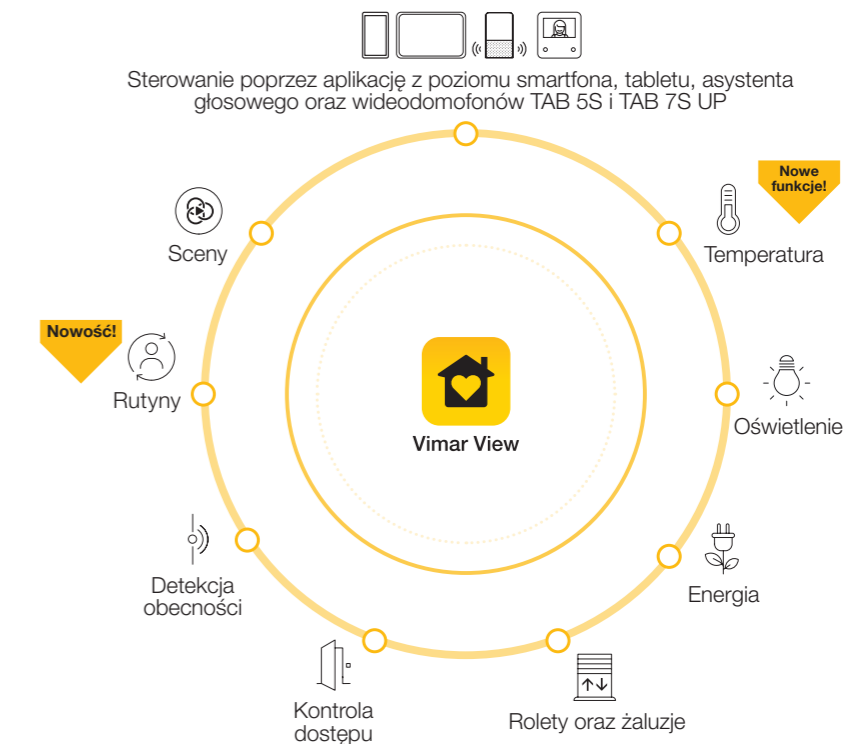 Sterowanie poprzez aplikację z poziomu smartfona, tabletu, asystenta
głosowego oraz wideodomofonów TAB 5S i TAB 7S UP
Nowe
funkcje!
Temperatura
Sceny
Nowość!
Rutyny
Vimar View
Oświetlenie
Detekcja
obecności
Energia
Kontrola
dostępu
Rolety oraz żaluzje